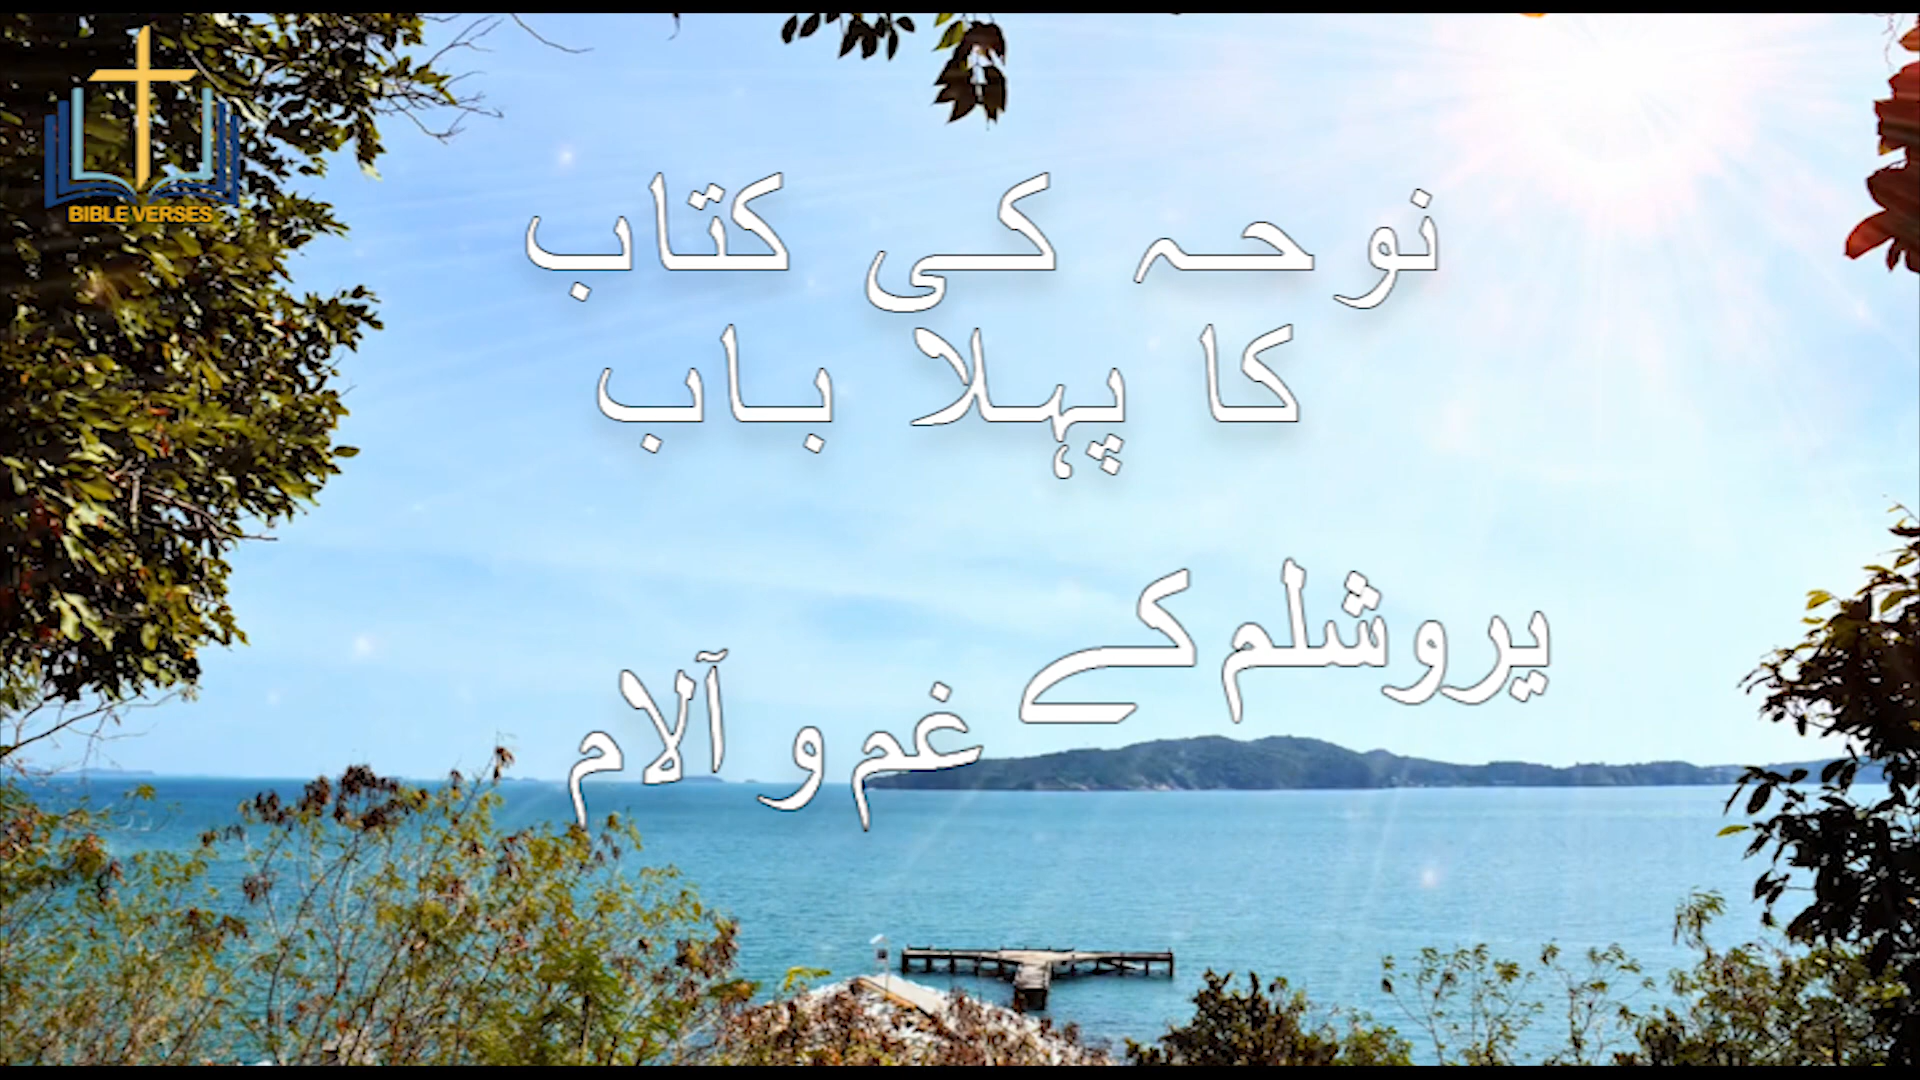 BIBLE VERSES
نوحہ کی کتاب
کا پہلا باب
یروشلم کے
غم و آلام